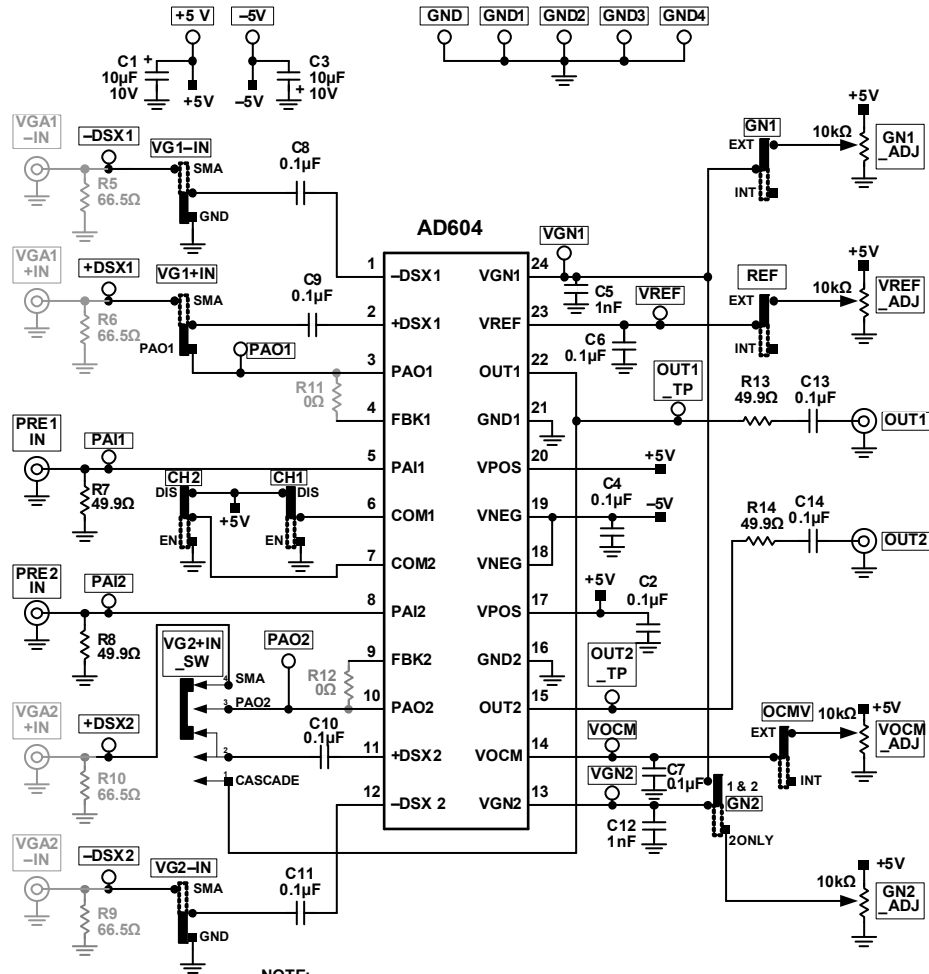 +5 V
–5V
GND
GND1
GND2
GND3
GND4
C1
10µF
10V
+
+5V
–5V
C3
10µF
10V
+
VGA1
–IN
–DSX1
R5
66.5Ω
VG1–IN
SMA
GND
C8
0.1µF
GN1
EXT
INT
+5V
10kΩ
GN1
_ADJ
VGA1
+IN
+DSX1
R6
66.5Ω
VG1+IN
SMA
PAO1
C9
0.1µF
PAO1
R11
0Ω
AD604
1
–DSX1
2
+DSX1
3
PAO1
4
FBK1
5
PAI1
6
COM1
7
COM2
8
PAI2
9
FBK2
10
PAO2
11
+DSX2
12
–DSX 2
VGN1
24
VREF
23
OUT1
22
GND1
21
VPOS
20
VNEG
19
VNEG
18
VPOS
17
GND2
16
OUT2
15
VOCM
14
VGN2
13
VGN1
C5
1nF
VREF
C6
0.1µF
REF
EXT
INT
+5V
10kΩ
VREF
_ADJ
OUT1
_TP
R13
49.9Ω
C13
0.1µF
OUT1
+5V
C4
0.1µF
–5V
R14
49.9Ω
C14
0.1µF
OUT2
+5V
C2
0.1µF
OUT2
_TP
PRE1
IN
PAI1
R7
49.9Ω
CH2
DIS
EN
+5V
CH1
DIS
EN
PRE2
IN
PAI2
R8
49.9Ω
VG2+IN
_SW
4
SMA
3
PAO2
2
1
CASCADE
PAO2
R12
0Ω
C10
0.1µF
VGA2
+IN
+DSX2
R10
66.5Ω
VOCM
C7
0.1µF
OCMV
EXT
INT
10kΩ
+5V
VOCM
_ADJ
VGN2
C12
1nF
1 & 2
GN2
2ONLY
+5V
10kΩ
GN2
_ADJ
VGA2
–IN
–DSX2
R9
66.5Ω
VG2–IN
SMA
GND
C11
0.1µF